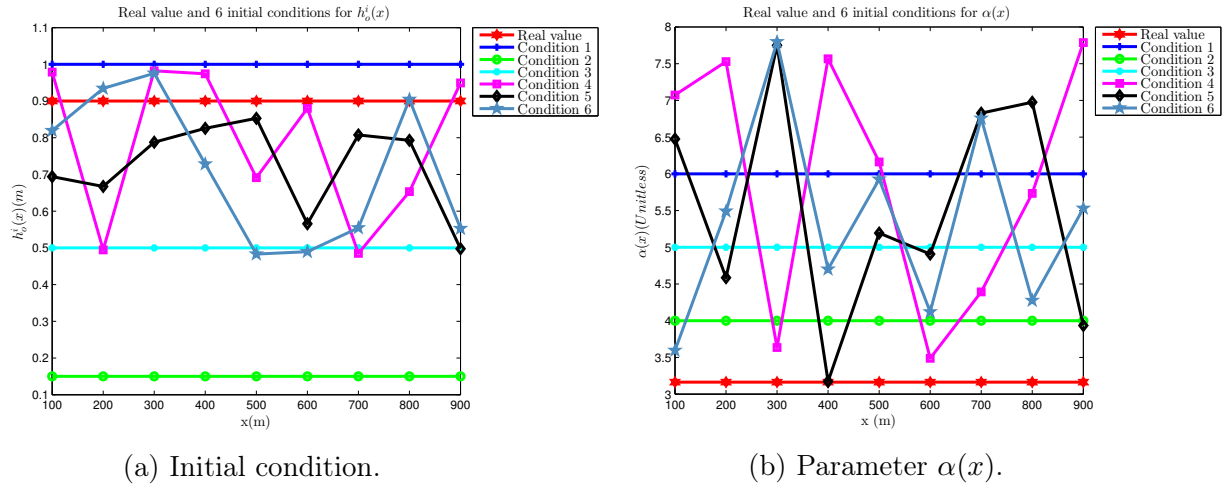 Real value and 6 initial conditions for $h_o^i(x)$
1.1
1
0.9
0.8
0.7
0.6
0.5
0.4
0.3
0.2
0.1
$h_o^i(x)(m)$
100 200 300 400 500 600 700 800 900
x(m)
Real value
Condition 1
Condition 2
Condition 3
Condition 4
Condition 5
Condition 6
(a) Initial condition.
Real value and 6 initial conditions for $\alpha(x)$
8
7.5
7
6.5
6
5.5
5
4.5
4
3.5
3
$\alpha(x)(Unitless)$
100 200 300 400 500 600 700 800 900
x (m)
Real value
Condition 1
Condition 2
Condition 3
Condition 4
Condition 5
Condition 6
(b) Parameter $\alpha(x)$.